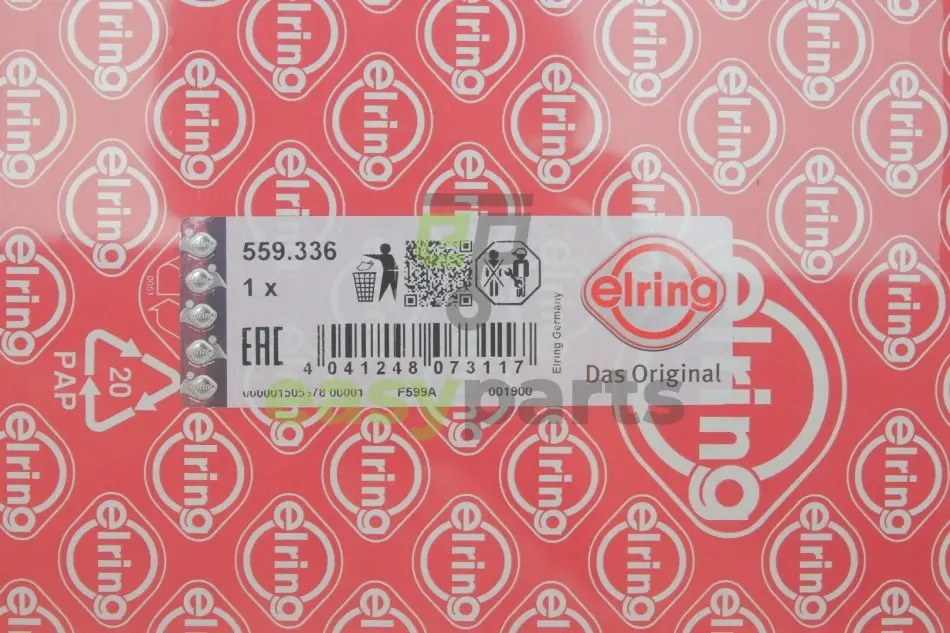 559.336
1 x
EAC
4 041248 073117
F599A 001900
Elring Germany
elring
Das Original
easyparts
20
PAP
elring